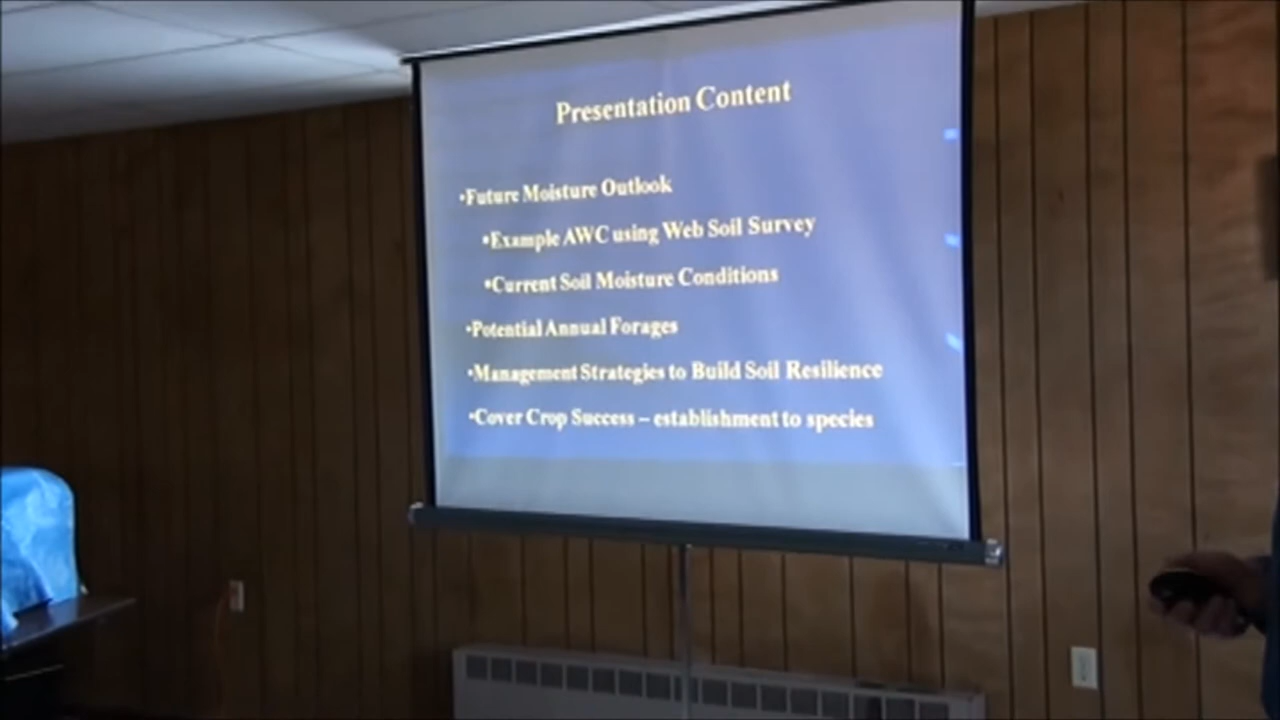 Presentation Content
•Future Moisture Outlook
•Example AWC using Web Soil Survey
•Current Soil Moisture Conditions
•Potential Annual Forages
•Management Strategies to Build Soil Resilience
•Cover Crop Success – establishment to species